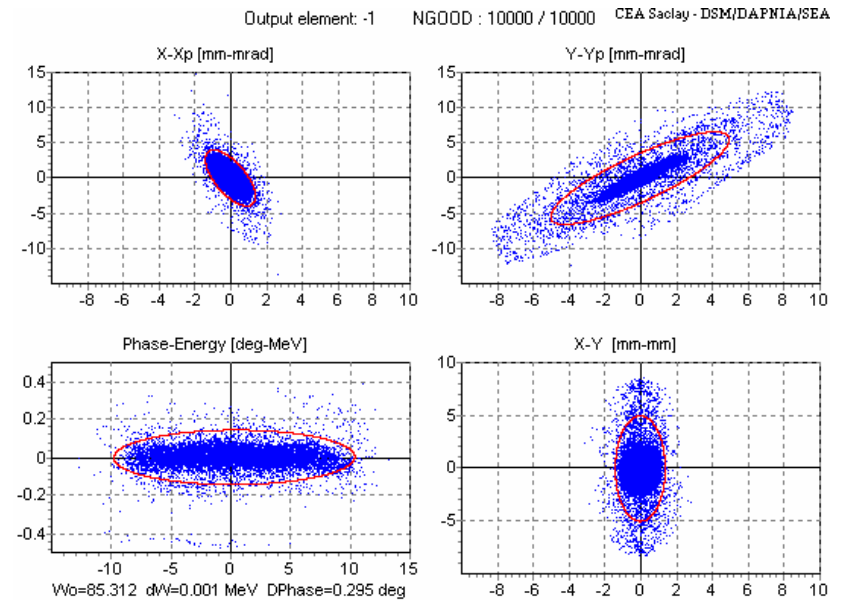 Output element: -1 NGOOD : 10000 / 10000 CEA Saclay - DSM/DAPNIA/SEA
X-Xp [mm-mrad] Y-Yp [mm-mrad]
15 15
10 10
5 5
0 0
-5 -5
-10 -10
-8 -6 -4 -2 0 2 4 6 8 10 -8 -6 -4 -2 0 2 4 6 8 10
Phase-Energy [deg-MeV] X-Y [mm-mm]
10
0.4
0.2 5
0 0
-0.2
-5
-0.4
-10 -5 0 5 10 15 -8 -6 -4 -2 0 2 4 6 8 10
Wo=85.312 dW=0.001 MeV DPhase=0.295 deg